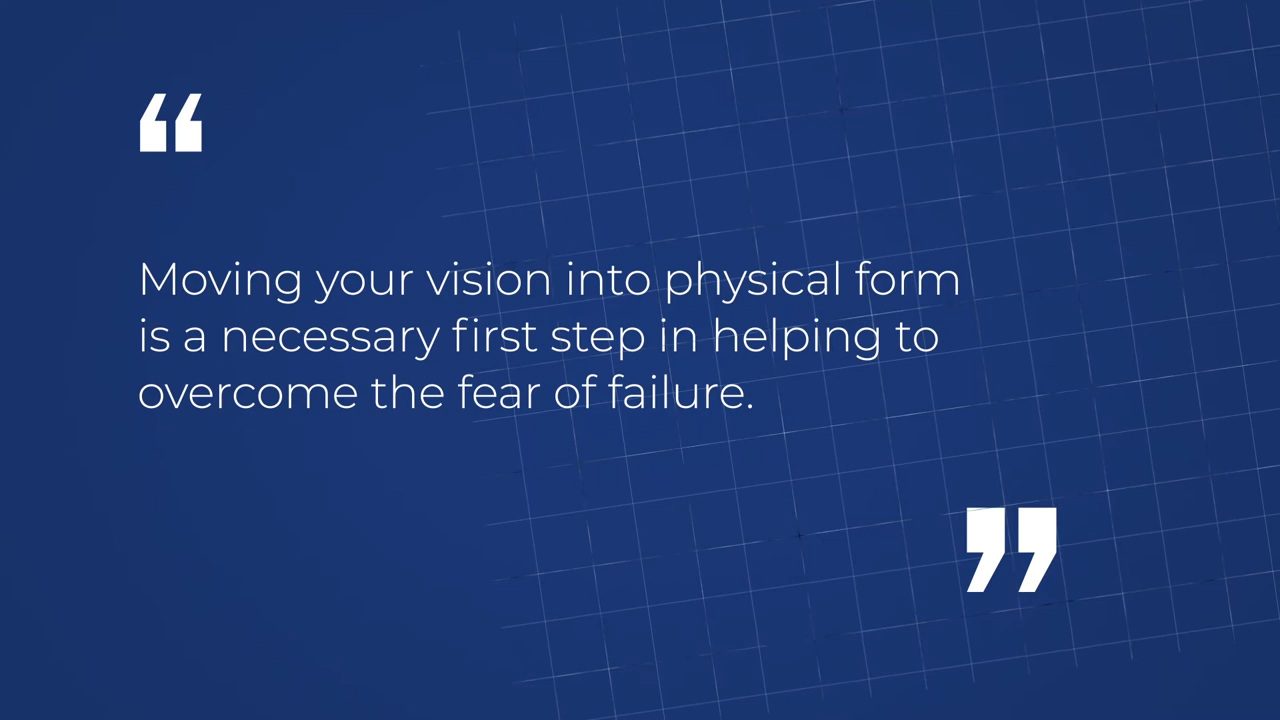 “
Moving your vision into physical form
is a necessary first step in helping to
overcome the fear of failure.
”